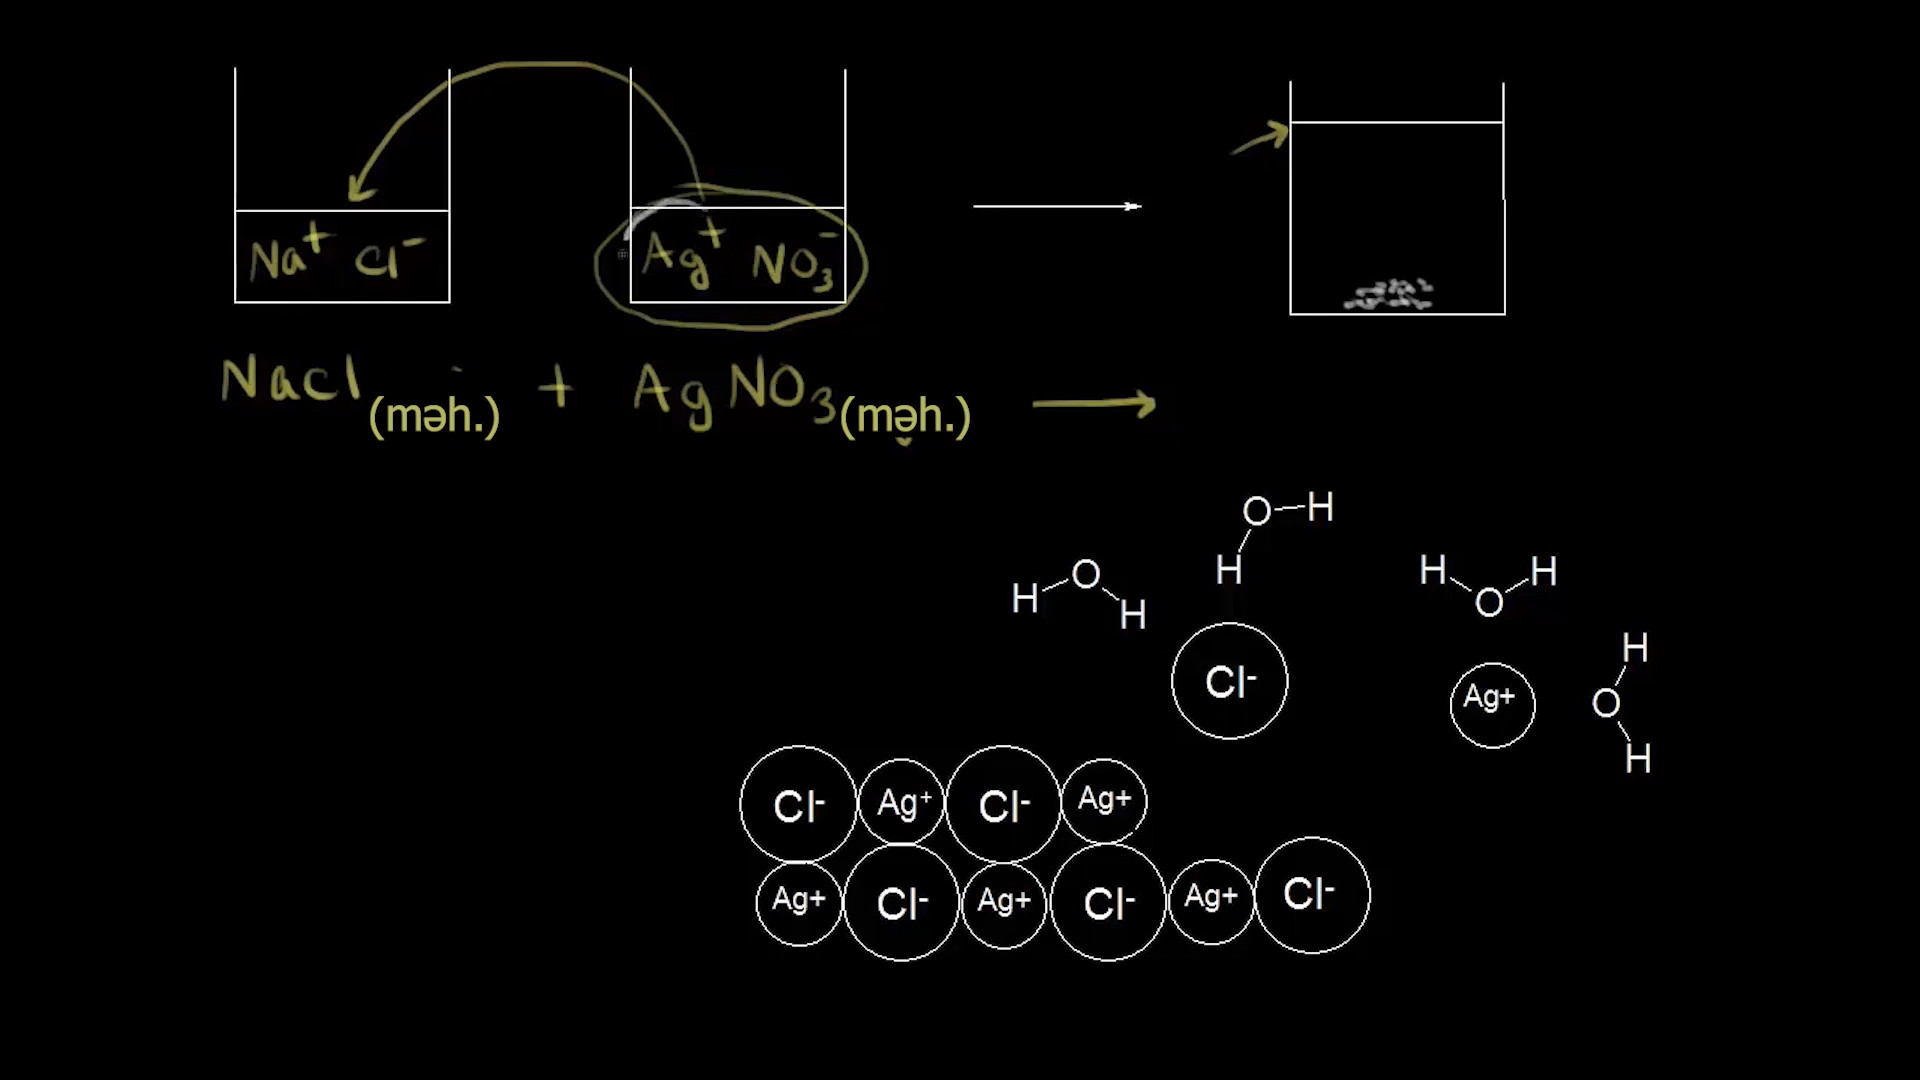 Na⁺ Cl⁻ Ag⁺ NO₃⁻
NaCl (məh.) + AgNO₃ (məh.) →
O H
H
H O H
H O H
H
O
H
Cl-
Ag+
Cl- Ag+ Cl- Ag+
Ag+ Cl- Ag+ Cl- Ag+ Cl-